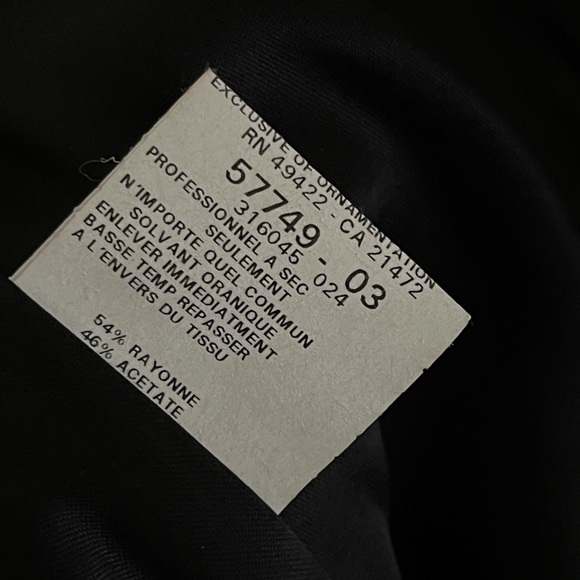 EXCLUSIVE OF ORNAMENTATION
RN 49422 - CA 21472
57749 - 03
316045 024
PROFESSIONNEL A SEC
SEULEMENT
N'IMPORTE QUEL COMMUN
SOLVANT ORANIQUE
ENLEVER IMMEDIATMENT
BASSE TEMP REPASSER
A L'ENVERS DU TISSU
54% RAYONNE
46% ACETATE